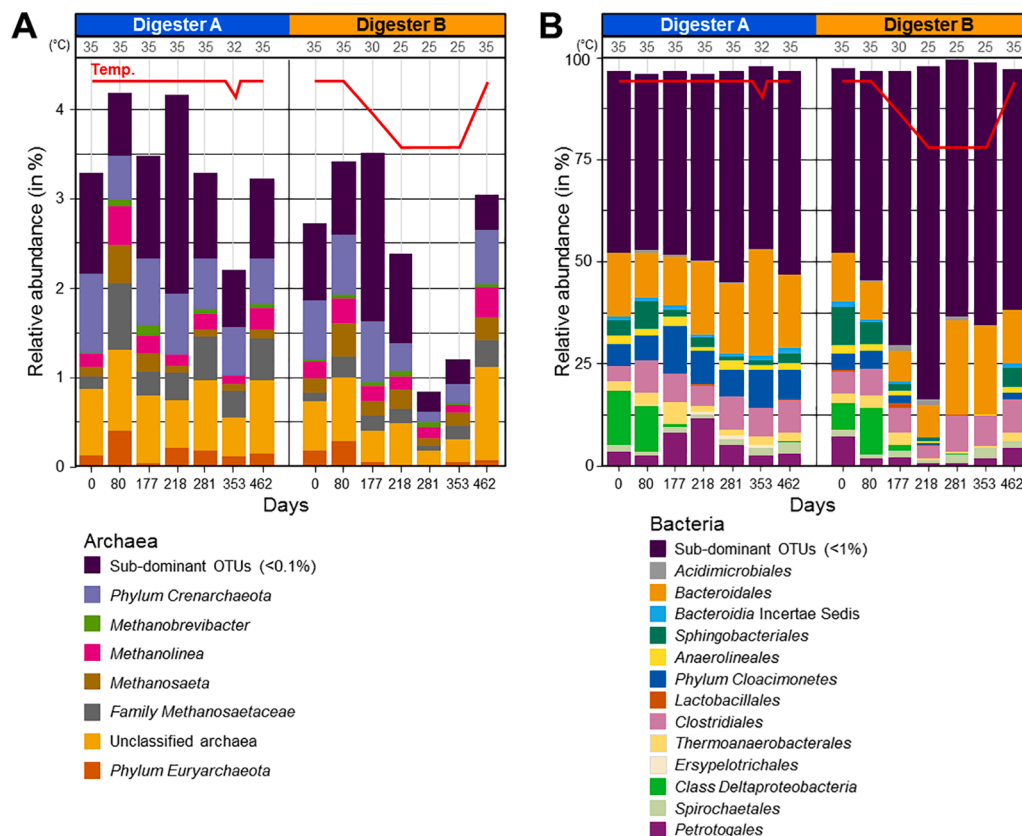 A
Digester A Digester B
(°C) 35 35 35 35 35 32 35 35 35 30 25 25 25 35
Temp.
Relative abundance (in %)
4
3
2
1
0
0 80 177 218 281 353 462 0 80 177 218 281 353 462
Days
Archaea
Sub-dominant OTUs (<0.1%)
Phylum Crenarchaeota
Methanobrevibacter
Methanolinea
Methanosaeta
Family Methanosaetaceae
Unclassified archaea
Phylum Euryarchaeota
B
Digester A Digester B
(°C) 35 35 35 35 35 32 35 35 35 30 25 25 25 35
Relative abundance (in %)
100
75
50
25
0
0 80 177 218 281 353 462 0 80 177 218 281 353 462
Days
Bacteria
Sub-dominant OTUs (<1%)
Acidimicrobiales
Bacteroidales
Bacteroidia Incertae Sedis
Sphingobacteriales
Anaerolineales
Phylum Cloacimonetes
Lactobacillales
Clostridiales
Thermoanaerobacterales
Ersypelotrichales
Class Deltaproteobacteria
Spirochaetales
Petrotogales